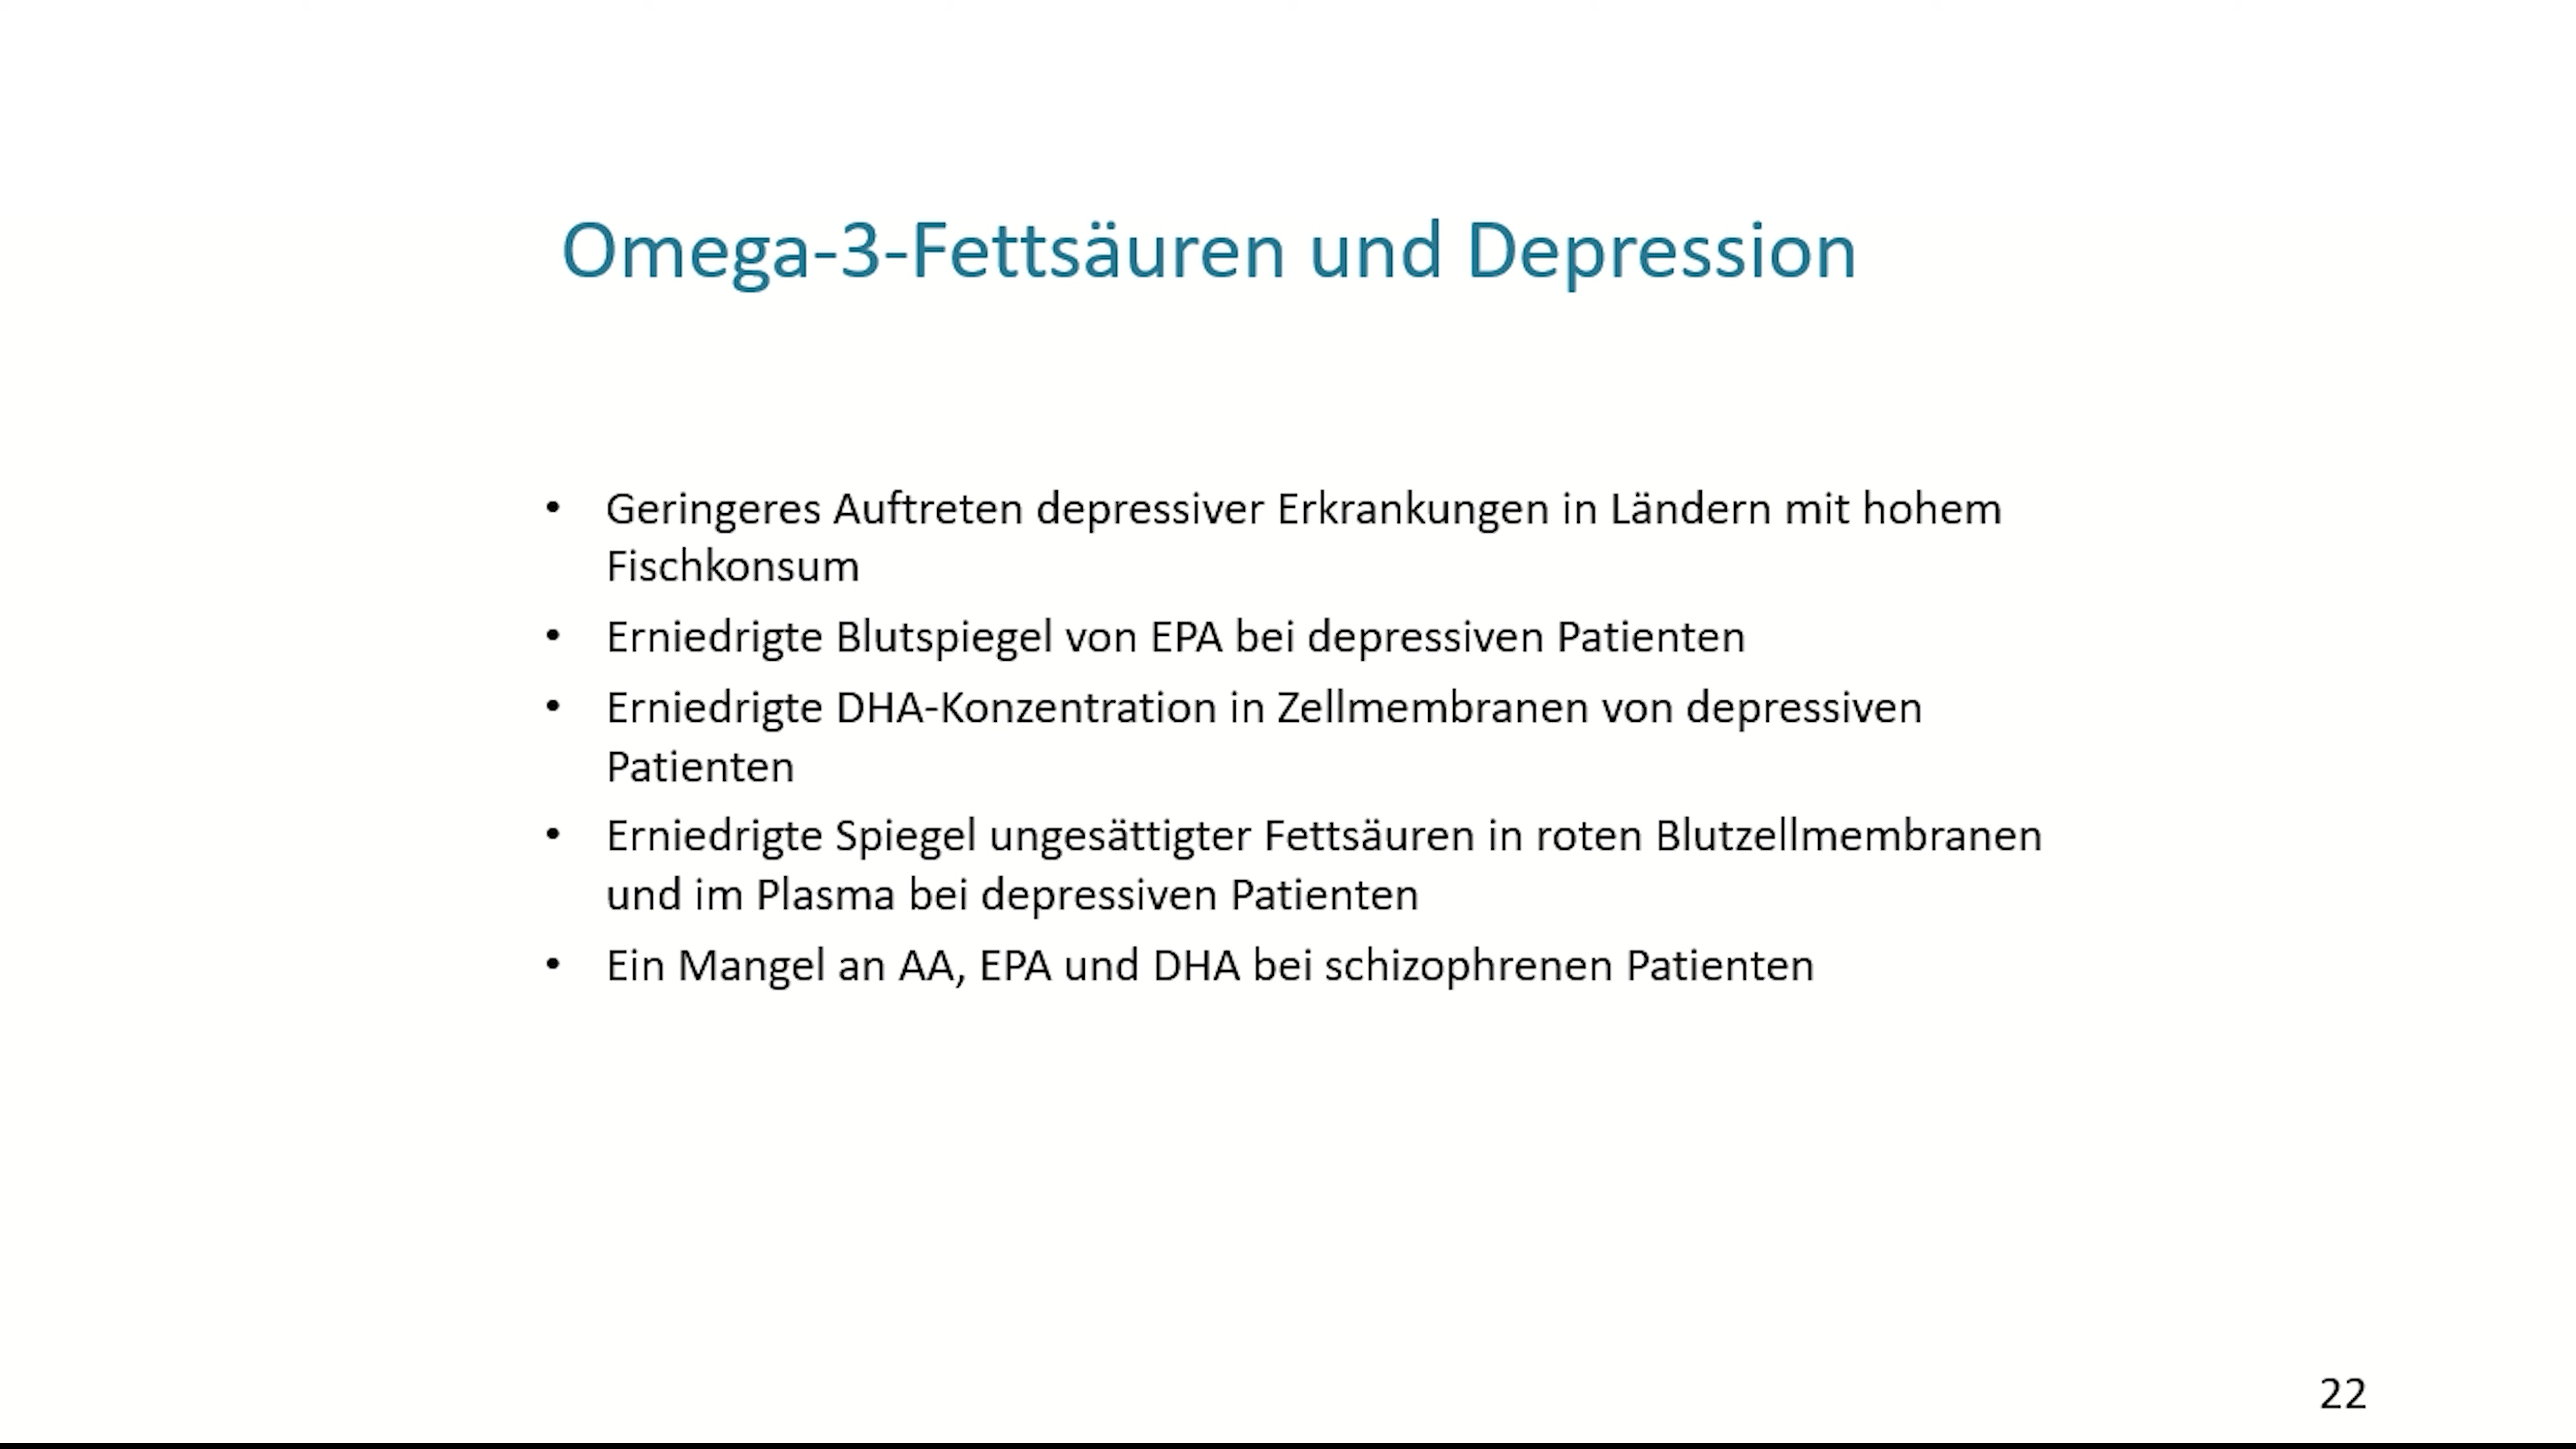 Omega-3-Fettsäuren und Depression
• Geringeres Auftreten depressiver Erkrankungen in Ländern mit hohem
Fischkonsum
• Erniedrigte Blutspiegel von EPA bei depressiven Patienten
• Erniedrigte DHA-Konzentration in Zellmembranen von depressiven
Patienten
• Erniedrigte Spiegel ungesättigter Fettsäuren in roten Blutzellmembranen
und im Plasma bei depressiven Patienten
• Ein Mangel an AA, EPA und DHA bei schizophrenen Patienten
22